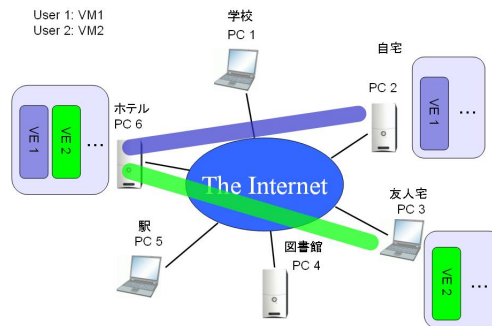 User 1: VM1
User 2: VM2
学校
PC 1
自宅
PC 2
VE 1
...
ホテル
PC 6
VE 1
VE 2
...
The Internet
友人宅
PC 3
駅
PC 5
図書館
PC 4
VE 2
...